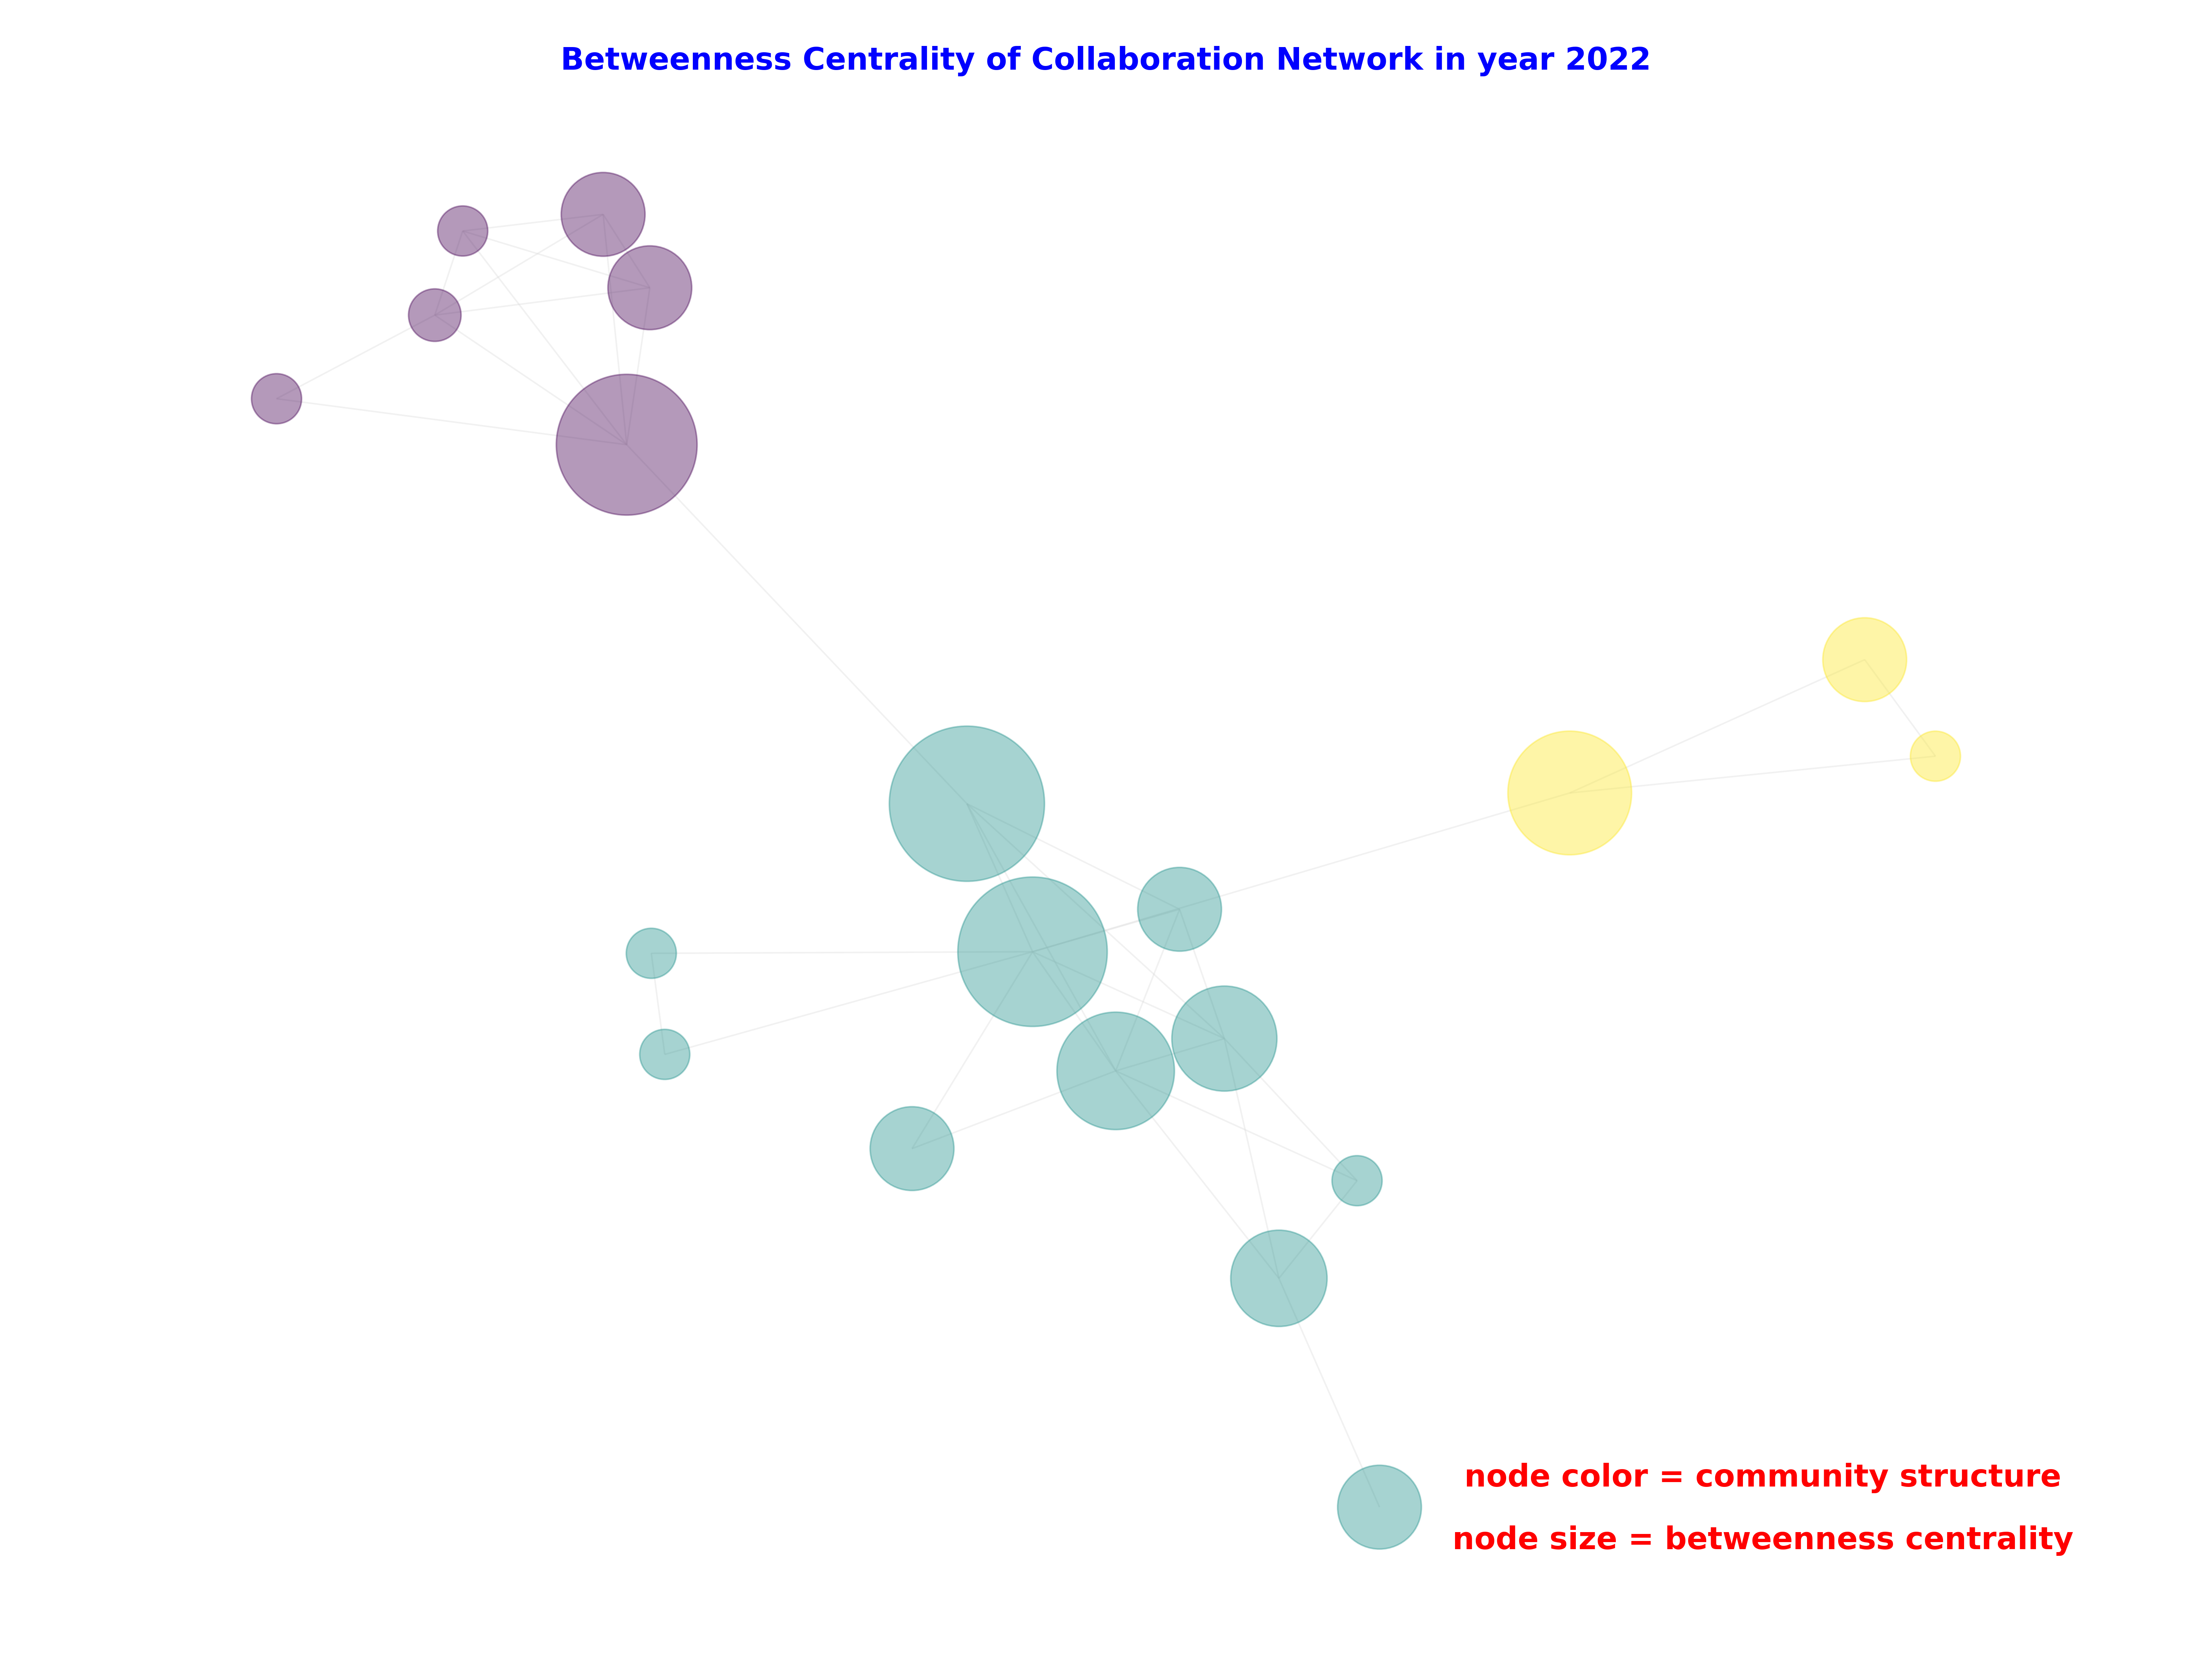 Betweenness Centrality of Collaboration Network in year 2022
node color = community structure
node size = betweenness centrality